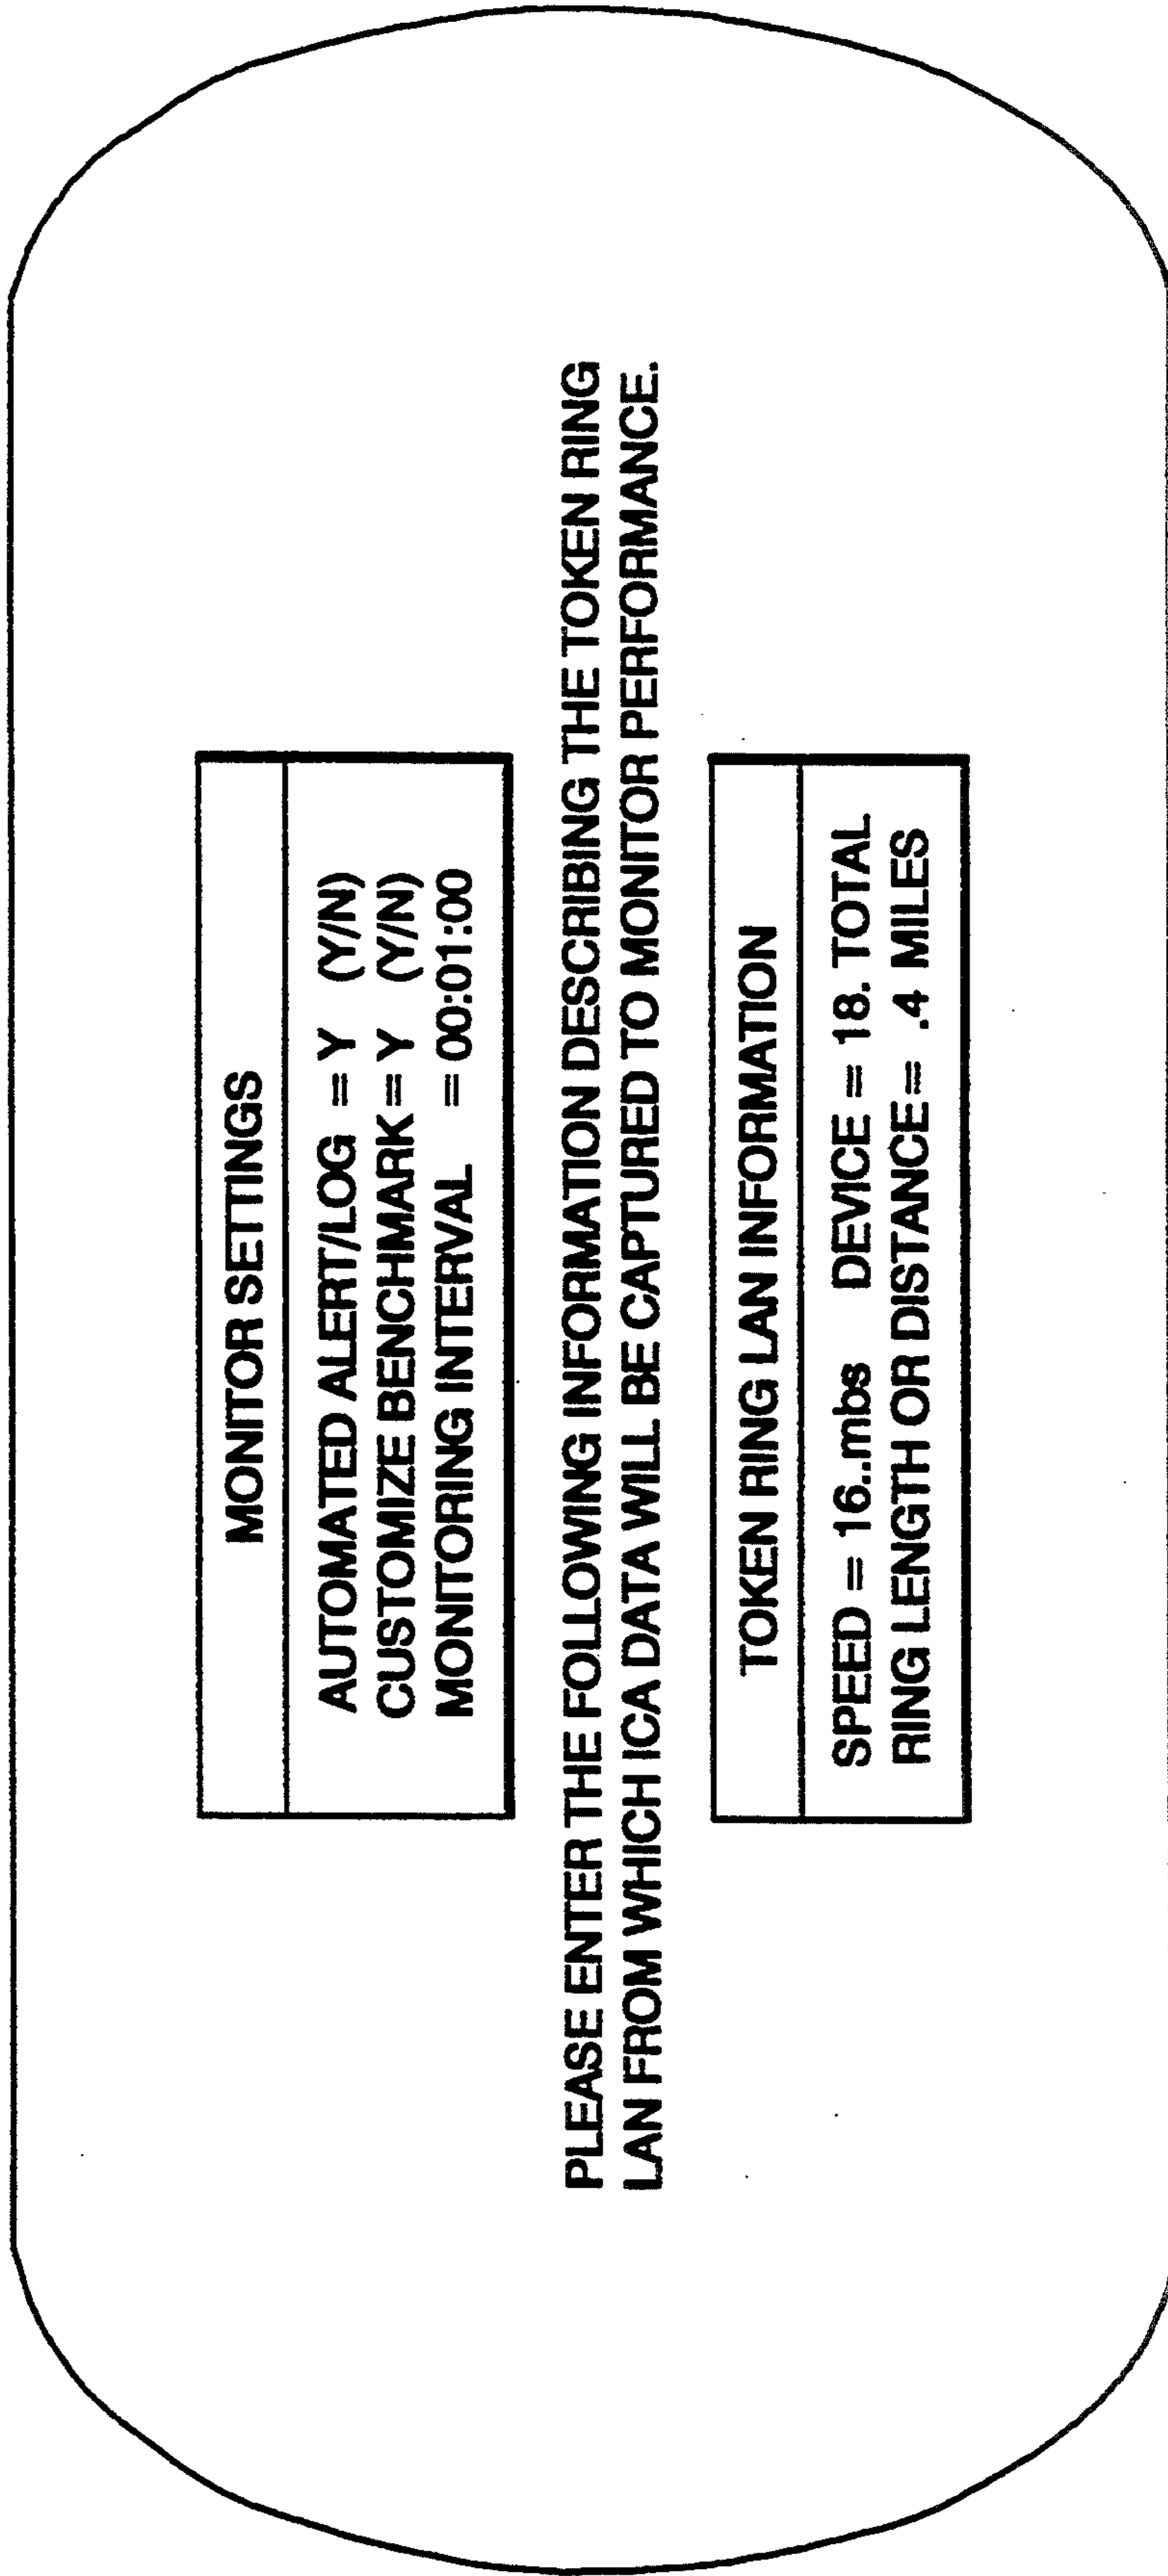 MONITOR SETTINGS
AUTOMATED ALERT/LOG = Y (Y/N)
CUSTOMIZE BENCHMARK = Y (Y/N)
MONITORING INTERVAL = 00:01:00
PLEASE ENTER THE FOLLOWING INFORMATION DESCRIBING THE TOKEN RING
LAN FROM WHICH ICA DATA WILL BE CAPTURED TO MONITOR PERFORMANCE.
TOKEN RING LAN INFORMATION
SPEED = 16..mbs DEVICE = 18. TOTAL
RING LENGTH OR DISTANCE = .4 MILES